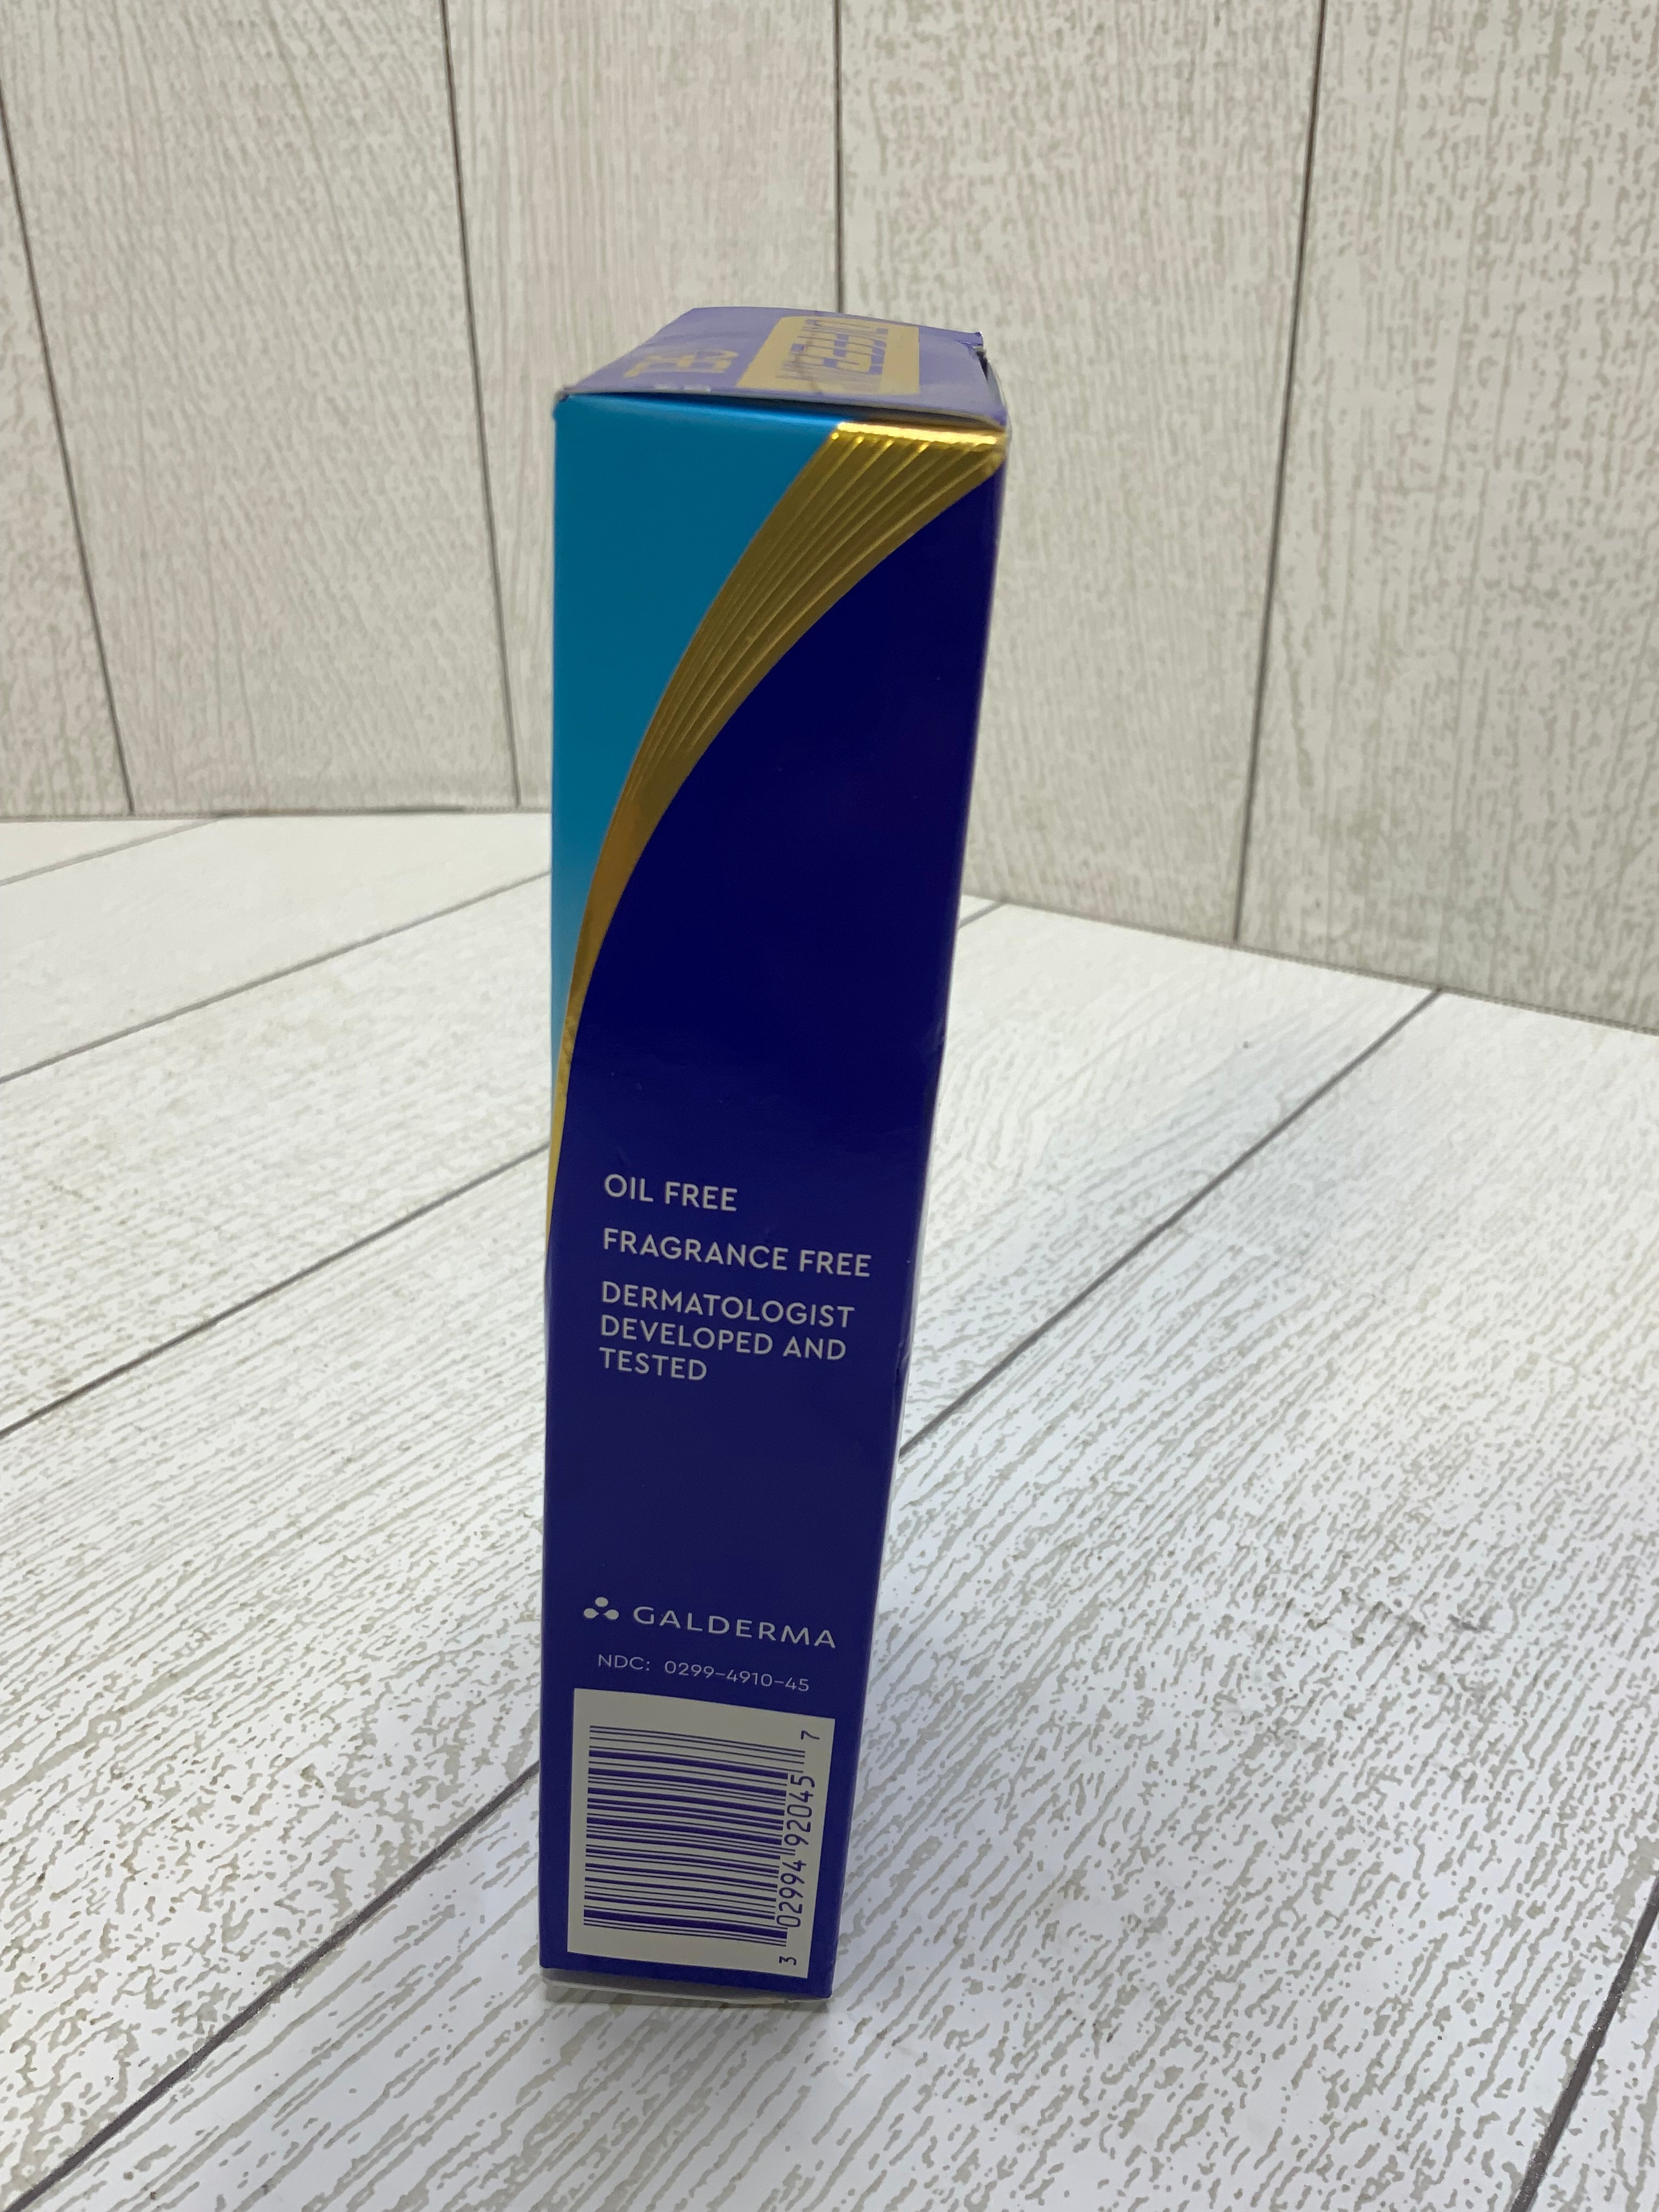 OIL FREE
FRAGRANCE FREE
DERMATOLOGIST
DEVELOPED AND
TESTED
GALDERMA
NDC: 0299-4910-45
3 02994 92045 7